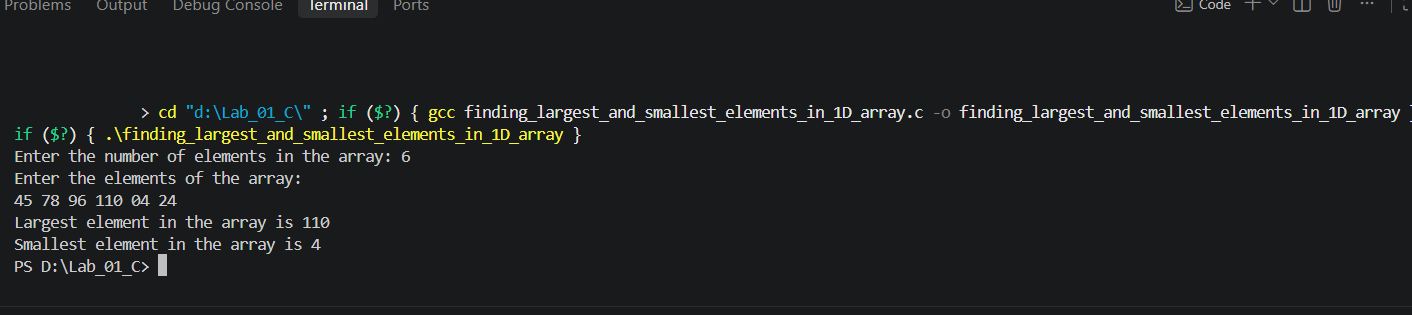 Problems Output Debug Console Terminal Ports Code
> cd "d:\Lab_01_C\" ; if ($?) { gcc finding_largest_and_smallest_elements_in_1D_array.c -o finding_largest_and_smallest_elements_in_1D_array }
if ($?) { .\finding_largest_and_smallest_elements_in_1D_array }
Enter the number of elements in the array: 6
Enter the elements of the array:
45 78 96 110 04 24
Largest element in the array is 110
Smallest element in the array is 4
PS D:\Lab_01_C>